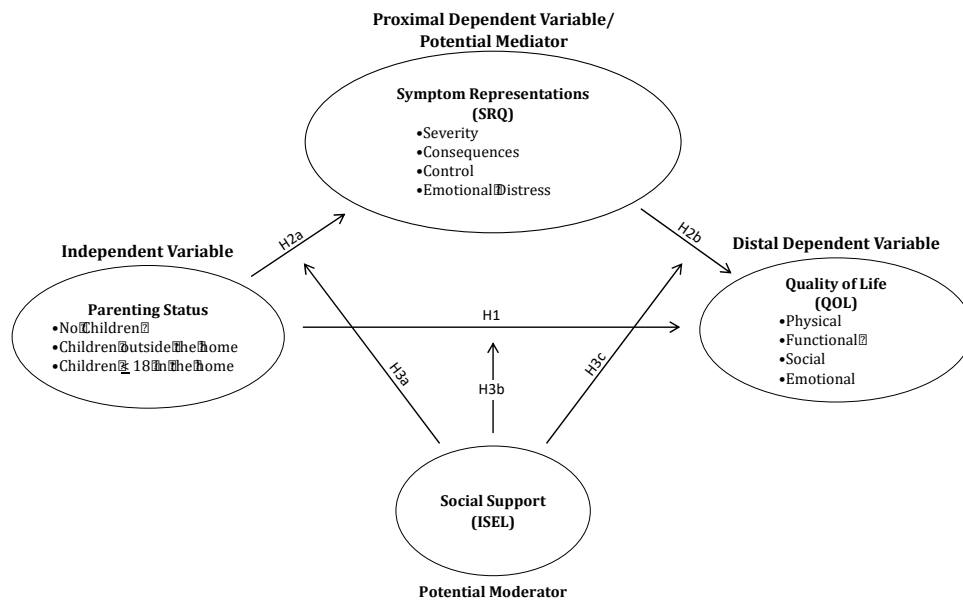 Proximal Dependent Variable/
Potential Mediator
Symptom Representations
(SRQ)
•Severity
•Consequences
•Control
•Emotional Distress
H2a
H2b
Independent Variable
Distal Dependent Variable
Parenting Status
•No Children
•Children outside the home
•Children ≤ 18 in the home
H1
Quality of Life
(QOL)
•Physical
•Functional
•Social
•Emotional
H3a
H3b
H3c
Social Support
(ISEL)
Potential Moderator